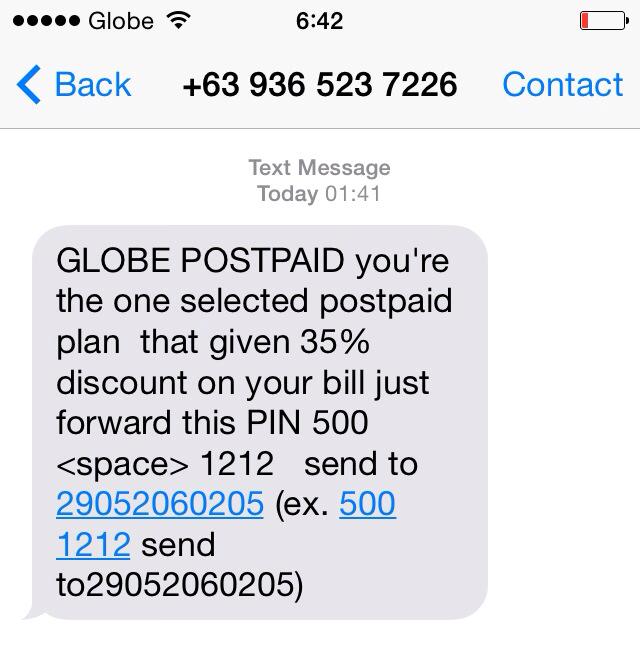 Globe 6:42
Back +63 936 523 7226 Contact
Text Message
Today 01:41
GLOBE POSTPAID you're
the one selected postpaid
plan  that given 35%
discount on your bill just
forward this PIN 500
<space> 1212   send to
29052060205 (ex. 500
1212 send
to29052060205)